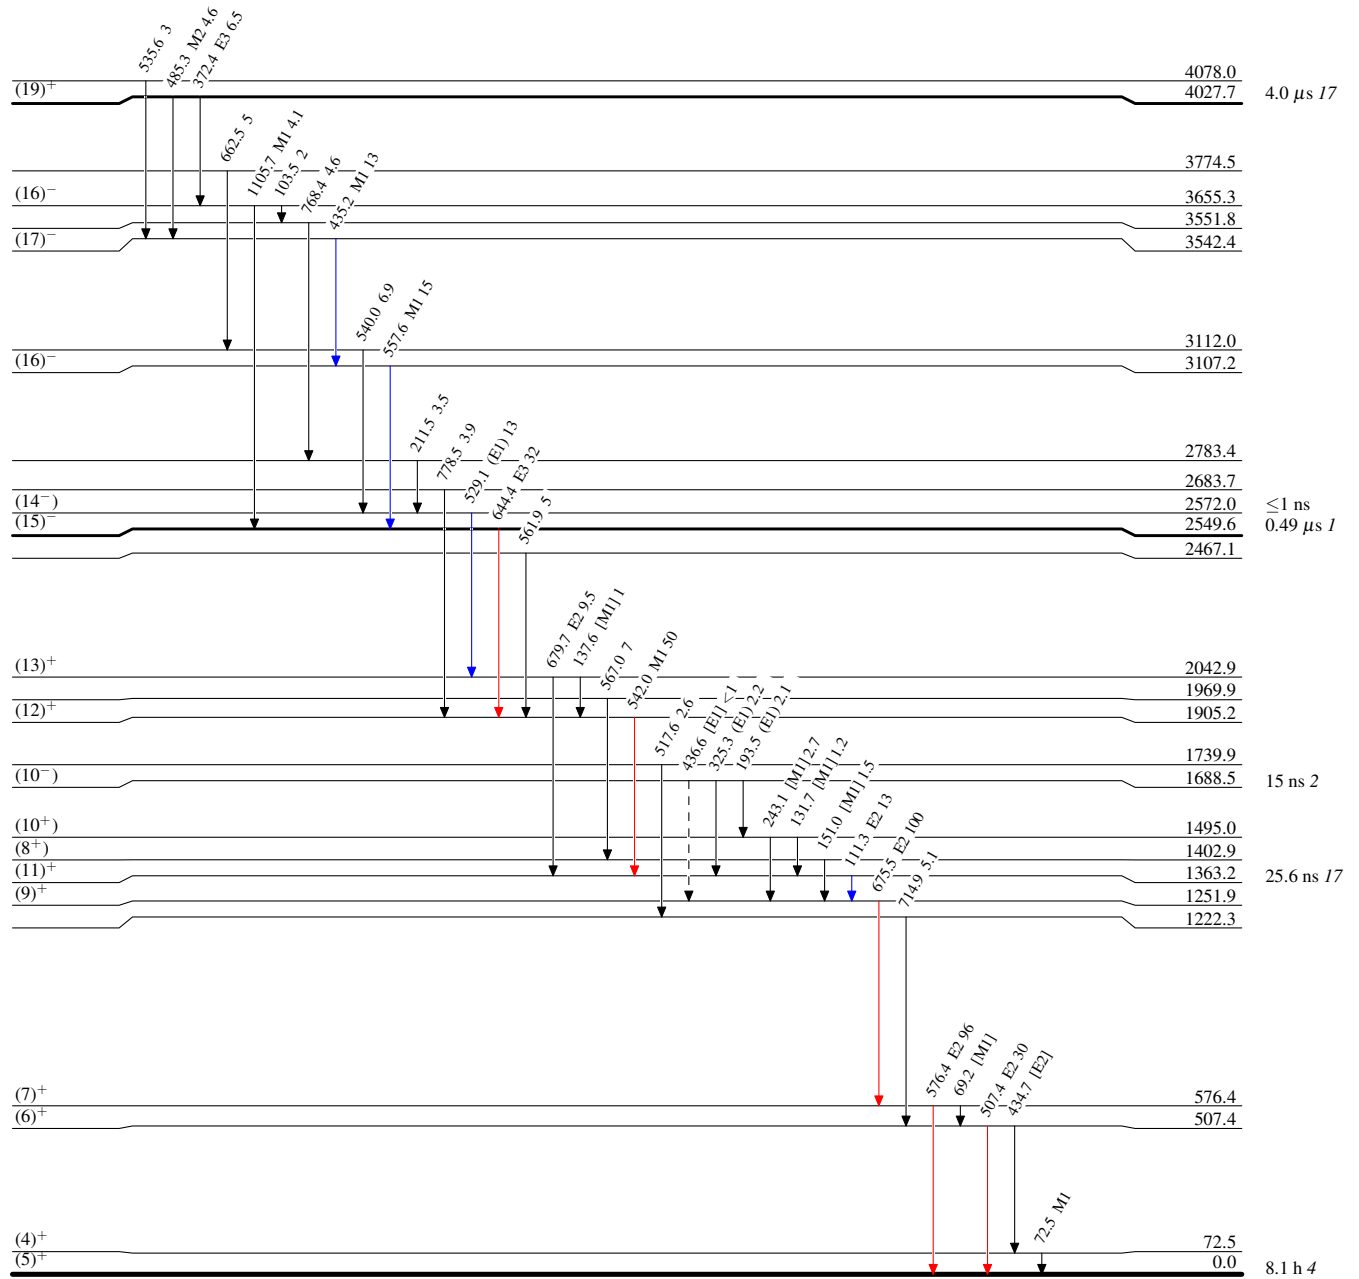 535.6 3
485.3 M2 4.6
372.4 E3 6.5
4078.0
(19)⁺ 4027.7 4.0 μs 17
662.5 5
3774.5
1105.7 M1 4.1
103.5 2
(16)⁻ 3655.3
768.4 4.6
3551.8
435.2 M1 13
(17)⁻ 3542.4
540.0 6.9
3112.0
557.6 M1 15
(16)⁻ 3107.2
211.5 3.5
2783.4
778.5 3.9
2683.7
529.1 (E1) 13
(14⁻) 2572.0 ≤1 ns
644.4 E3 32
(15)⁻ 2549.6 0.49 μs 1
561.9 5
2467.1
679.7 E2 9.5
137.6 [M1] 1
(13)⁺ 2042.9
567.0 7
1969.9
542.0 M1 50
(12)⁺ 1905.2
517.6 2.6
1739.9
436.6 [E1] <1
325.3 (E1) 2.2
193.5 (E1) 2.1
(10⁻) 1688.5 15 ns 2
243.1 [M1] 2.7
131.7 [M1] 1.2
(10⁺) 1495.0
151.0 [M1] 1.5
(8⁺) 1402.9
111.3 E2 13
(11)⁺ 1363.2 25.6 ns 17
675.5 E2 100
(9)⁺ 1251.9
714.9 5.1
1222.3
576.4 E2 96
69.2 [M1]
(7)⁺ 576.4
507.4 E2 30
434.7 [E2]
(6)⁺ 507.4
72.5 M1
(4)⁺ 72.5
(5)⁺ 0.0 8.1 h 4